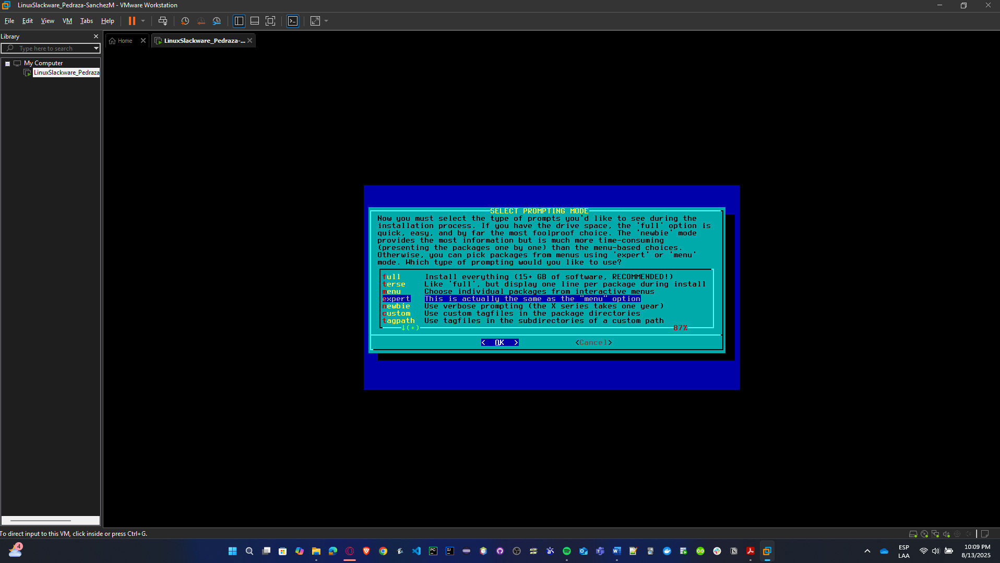 LinuxSlackware_Pedraza-SanchezM - VMware Workstation
File Edit View VM Tabs Help
Library
Type here to search
My Computer
LinuxSlackware_Pedraza
Home
LinuxSlackware_Pedraza-...
SELECT PROMPTING MODE
Now you must select the type of prompts you'd like to see during the
installation process. If you have the drive space, the 'full' option is
quick, easy, and by far the most foolproof choice. The 'newbie' mode
provides the most information but is much more time-consuming
(presenting the packages one by one) than the menu-based choices.
Otherwise, you can pick packages from menus using 'expert' or 'menu'
mode. Which type of prompting would you like to use?
full Install everything (15+ GB of software, RECOMMENDED!)
terse Like 'full', but display one line per package during install
menu Choose individual packages from interactive menus
expert This is actually the same as the "menu" option
newbie Use verbose prompting (the X series takes one year)
custom Use custom tagfiles in the package directories
tagpath Use tagfiles in the subdirectories of a custom path
↓(+) 87%
< OK > <Cancel>
To direct input to this VM, click inside or press Ctrl+G.
4
ESP
LAA
10:09 PM
8/13/2025